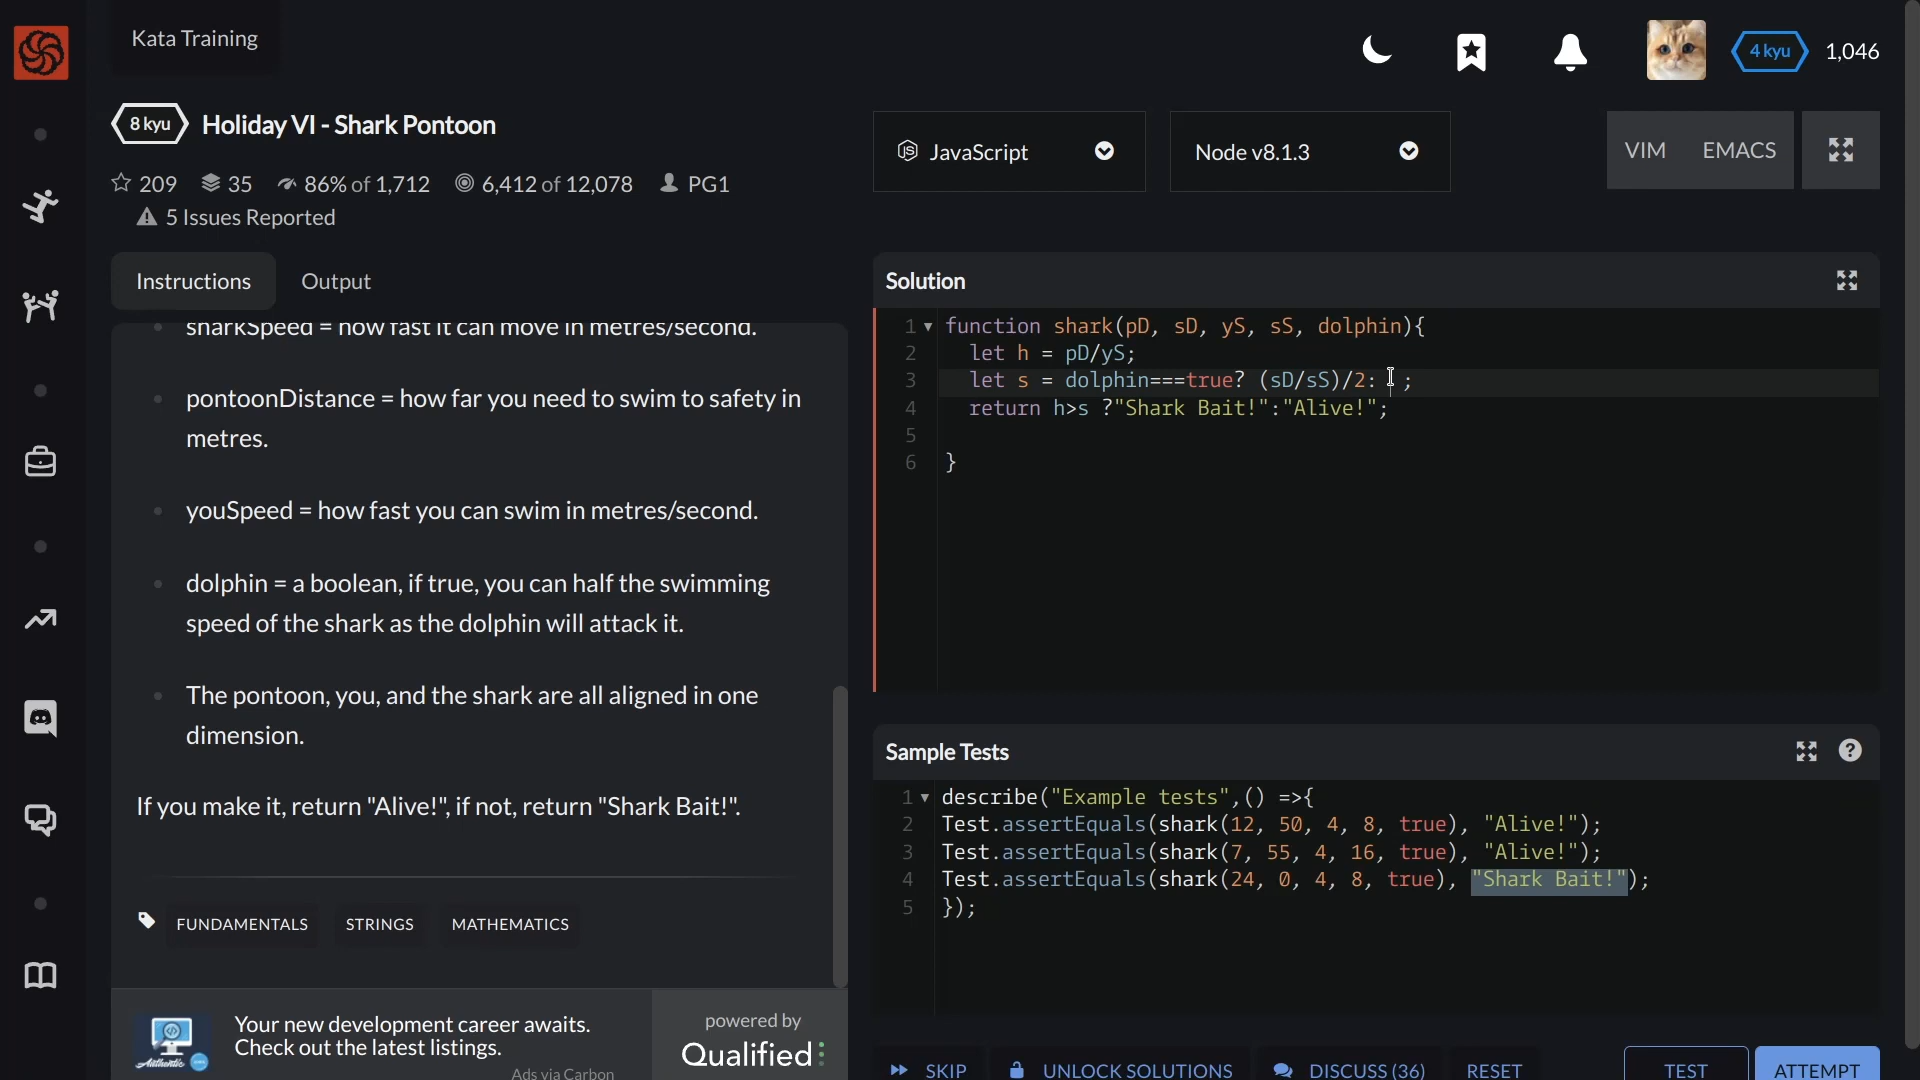 Kata Training
4 kyu 1,046
8 kyu Holiday VI - Shark Pontoon
209 35 86% of 1,712 6,412 of 12,078 PG1
5 Issues Reported
JavaScript
Node v8.1.3
VIM EMACS
Instructions Output
sharkSpeed = how fast it can move in metres/second.
pontoonDistance = how far you need to swim to safety in
metres.
youSpeed = how fast you can swim in metres/second.
dolphin = a boolean, if true, you can half the swimming
speed of the shark as the dolphin will attack it.
The pontoon, you, and the shark are all aligned in one
dimension.
If you make it, return "Alive!", if not, return "Shark Bait!".
FUNDAMENTALS STRINGS MATHEMATICS
Your new development career awaits.
Check out the latest listings.
Ads via Carbon
powered by
Qualified
Solution
1 function shark(pD, sD, yS, sS, dolphin){
2 let h = pD/yS;
3 let s = dolphin===true? (sD/sS)/2: ;
4 return h>s ?"Shark Bait!":"Alive!";
5
6 }
Sample Tests
1 describe("Example tests",() =>{
2 Test.assertEquals(shark(12, 50, 4, 8, true), "Alive!");
3 Test.assertEquals(shark(7, 55, 4, 16, true), "Alive!");
4 Test.assertEquals(shark(24, 0, 4, 8, true), "Shark Bait!");
5 });
SKIP UNLOCK SOLUTIONS DISCUSS (36) RESET TEST ATTEMPT